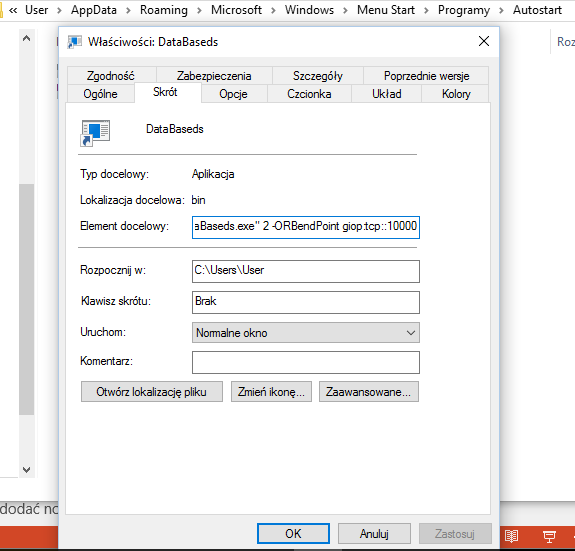 « User > AppData > Roaming > Microsoft > Windows > Menu Start > Programy > Autostart
Roz
Właściwości: DataBaseds
Zgodność Zabezpieczenia Szczegóły Poprzednie wersje
Ogólne Skrót Opcje Czcionka Układ Kolory
DataBaseds
Typ docelowy: Aplikacja
Lokalizacja docelowa: bin
Element docelowy: aBaseds.exe" 2 -ORBendPoint giop:tcp::10000
Rozpocznij w: C:\Users\User
Klawisz skrótu: Brak
Uruchom: Normalne okno
Komentarz:
Otwórz lokalizację pliku Zmień ikonę... Zaawansowane...
dodać no
OK Anuluj Zastosuj